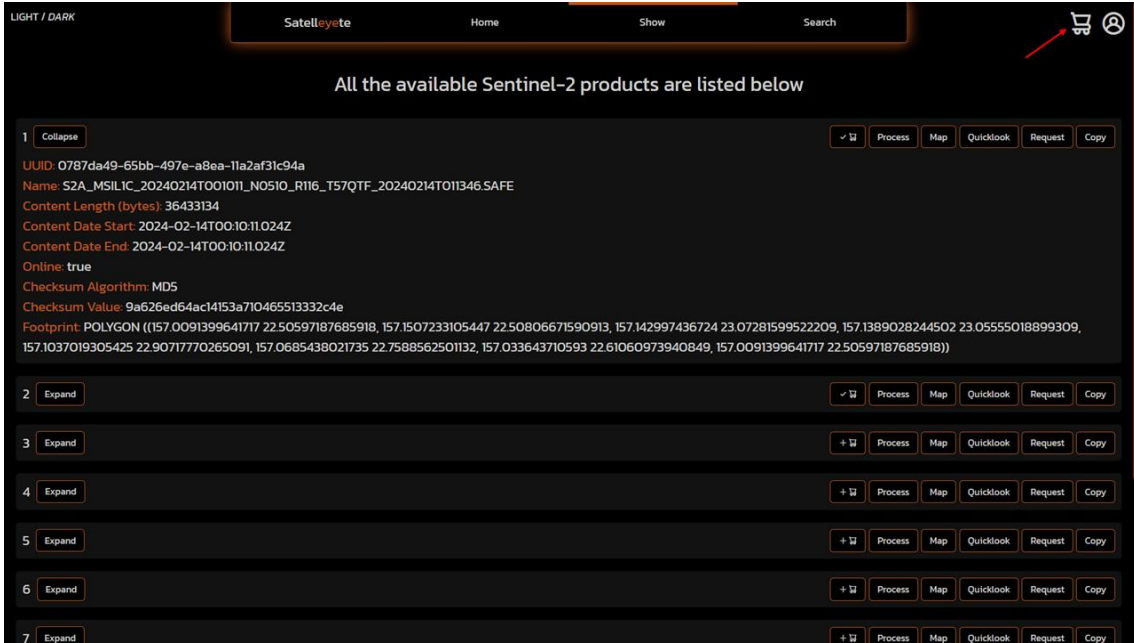 LIGHT / DARK
Satelleyete Home Show Search
All the available Sentinel-2 products are listed below
1 Collapse Process Map Quicklook Request Copy
UUID: 0787da49-65bb-497e-a8ea-11a2af31c94a
Name: S2A_MSIL1C_20240214T001011_N0510_R116_T57QTF_20240214T011346.SAFE
Content Length (bytes): 36433134
Content Date Start: 2024-02-14T00:10:11.024Z
Content Date End: 2024-02-14T00:10:11.024Z
Online: true
Checksum Algorithm: MD5
Checksum Value: 9a626ed64ac14153a710465513332c4e
Footprint: POLYGON ((157.0091399641717 22.50597187685918, 157.1507233105447 22.50806671590913, 157.142997436724 23.07281599522209, 157.1389028244502 23.05555018899309,
157.1037019305425 22.90717770265091, 157.0685438021735 22.7588562501132, 157.033643710593 22.61060973940849, 157.0091399641717 22.50597187685918))
2 Expand Process Map Quicklook Request Copy
3 Expand + Process Map Quicklook Request Copy
4 Expand + Process Map Quicklook Request Copy
5 Expand + Process Map Quicklook Request Copy
6 Expand + Process Map Quicklook Request Copy
7 Expand + Process Map Quicklook Request Copy